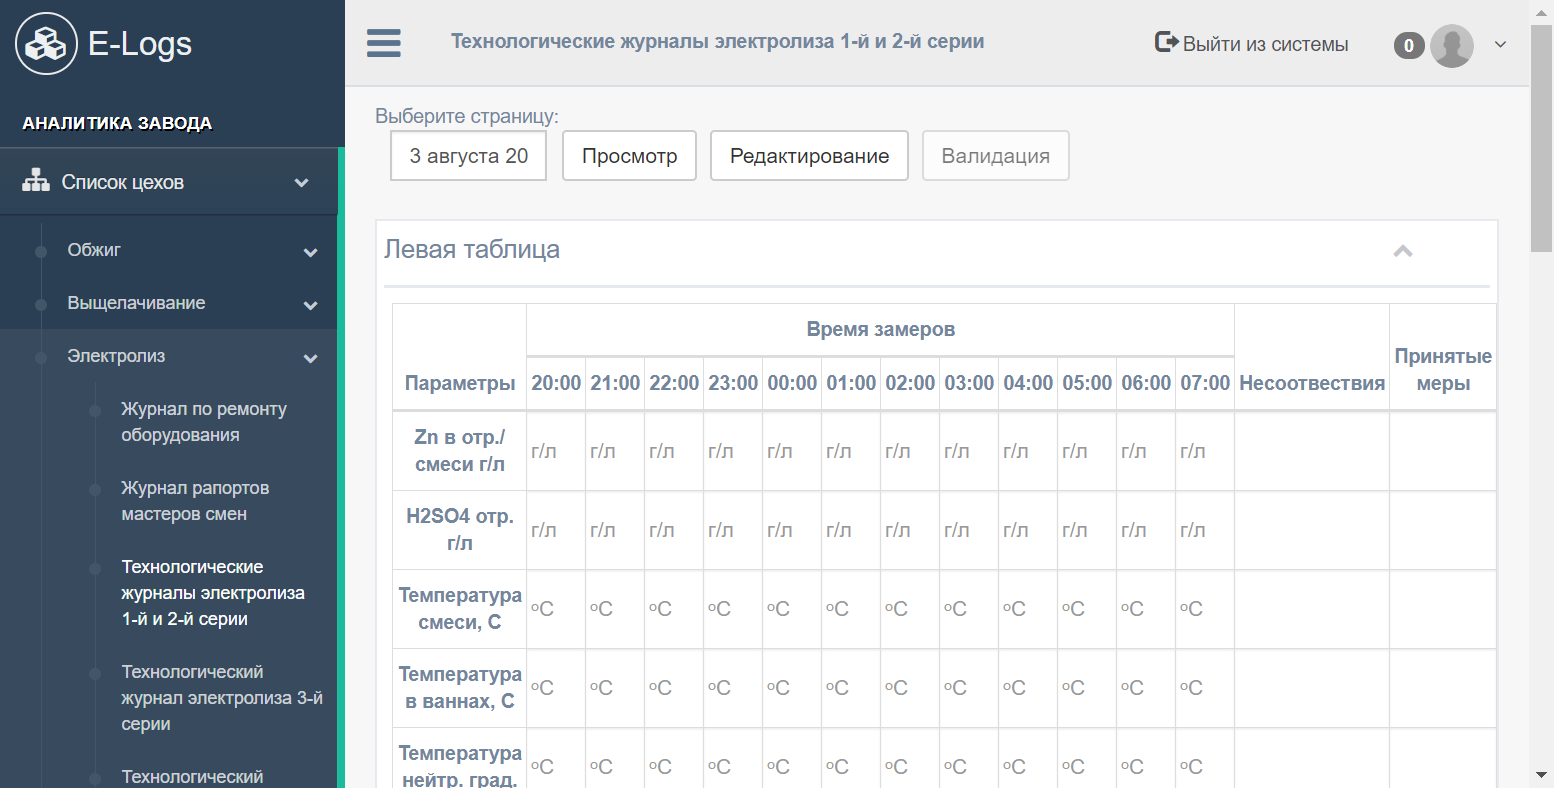 E-Logs
АНАЛИТИКА ЗАВОДА
Список цехов
Обжиг
Выщелачивание
Электролиз
Журнал по ремонту
оборудования
Журнал рапортов
мастеров смен
Технологические
журналы электролиза
1-й и 2-й серии
Технологический
журнал электролиза 3-й
серии
Технологический
Технологические журналы электролиза 1-й и 2-й серии
Выйти из системы
0
Выберите страницу:
3 августа 20
Просмотр
Редактирование
Валидация
Левая таблица
Параметры
Время замеров
20:00 21:00 22:00 23:00 00:00 01:00 02:00 03:00 04:00 05:00 06:00 07:00
Несоотвествия
Принятые
меры
Zn в отр./
смеси г/л
г/л г/л г/л г/л г/л г/л г/л г/л г/л г/л г/л г/л
H2SO4 отр.
г/л
г/л г/л г/л г/л г/л г/л г/л г/л г/л г/л г/л г/л
Температура
смеси, С
ºC ºC ºC ºC ºC ºC ºC ºC ºC ºC ºC ºC
Температура
в ваннах, С
ºC ºC ºC ºC ºC ºC ºC ºC ºC ºC ºC ºC
Температура
нейтр. град.
ºC ºC ºC ºC ºC ºC ºC ºC ºC ºC ºC ºC